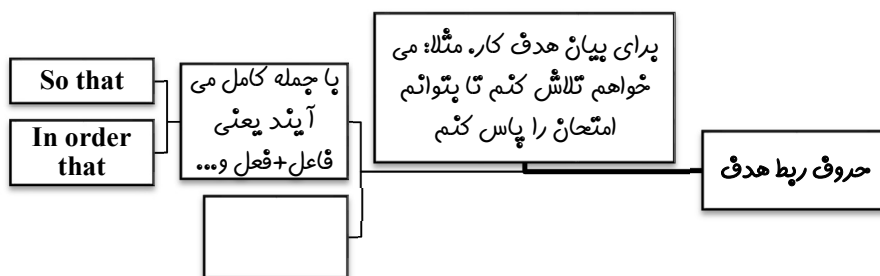 حروف ربط هدف
برای بیان هدف کار. مثلا: می
خواهم تلاش کنم تا بتوانم
امتحان را پاس کنم
با جمله کامل می
آیند یعنی
فاعل+فعل و...
So that
In order
that